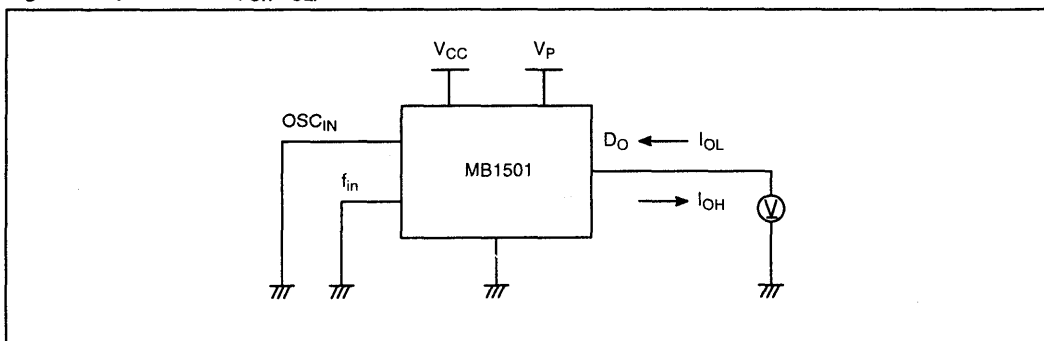 V_CC V_P
OSC_IN
D_O I_OL
MB1501
f_in
I_OH
V